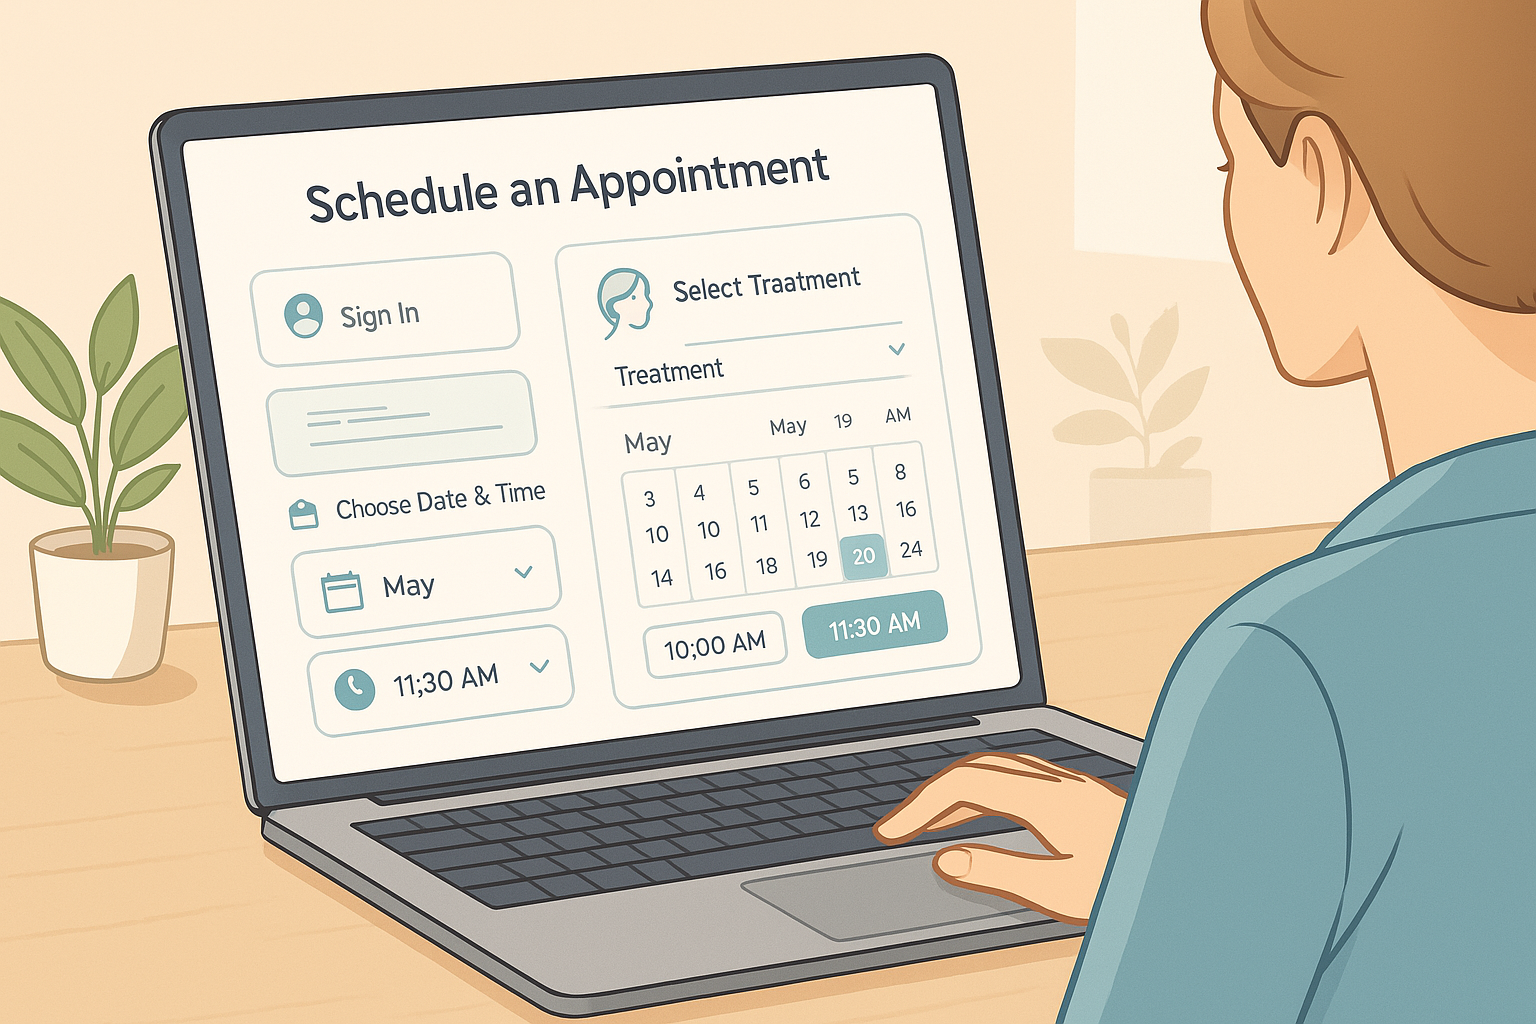 Schedule an Appointment
Sign In
Choose Date & Time
May
11;30 AM
Select Traatment
Treatment
May May 19 AM
3 4 5 6 5 8
10 10 11 12 13 16
14 16 18 19 20 24
10;00 AM 11:30 AM